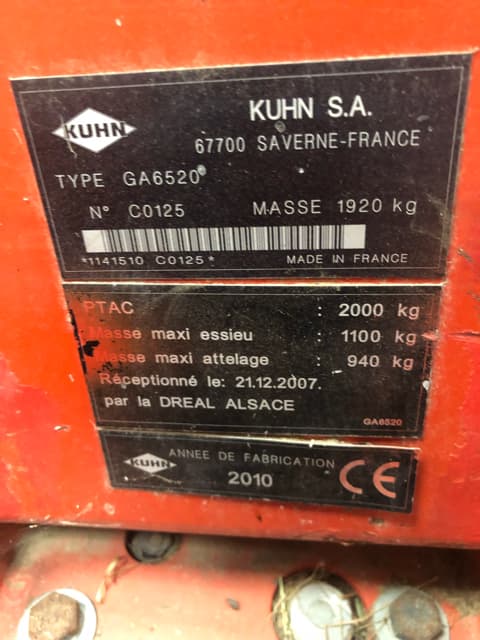 KUHN
KUHN S.A.
67700 SAVERNE-FRANCE
TYPE GA6520
N° C0125 MASSE 1920 kg
*1141510 C0125* MADE IN FRANCE
PTAC : 2000 kg
Masse maxi essieu : 1100 kg
Masse maxi attelage : 940 kg
Réceptionné le: 21.12.2007.
par la DREAL ALSACE
GA6520
KUHN
ANNEE DE FABRICATION
2010
CE